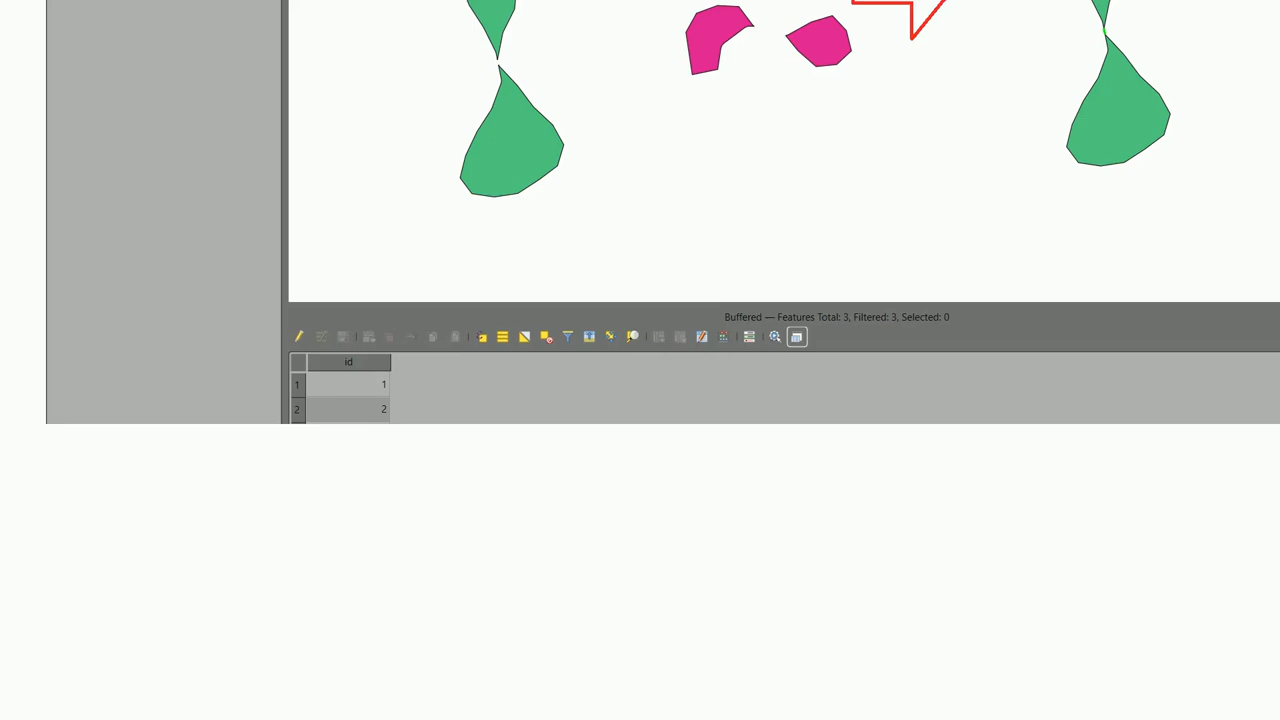 Buffered — Features Total: 3, Filtered: 3, Selected: 0
id
1 1
2 2